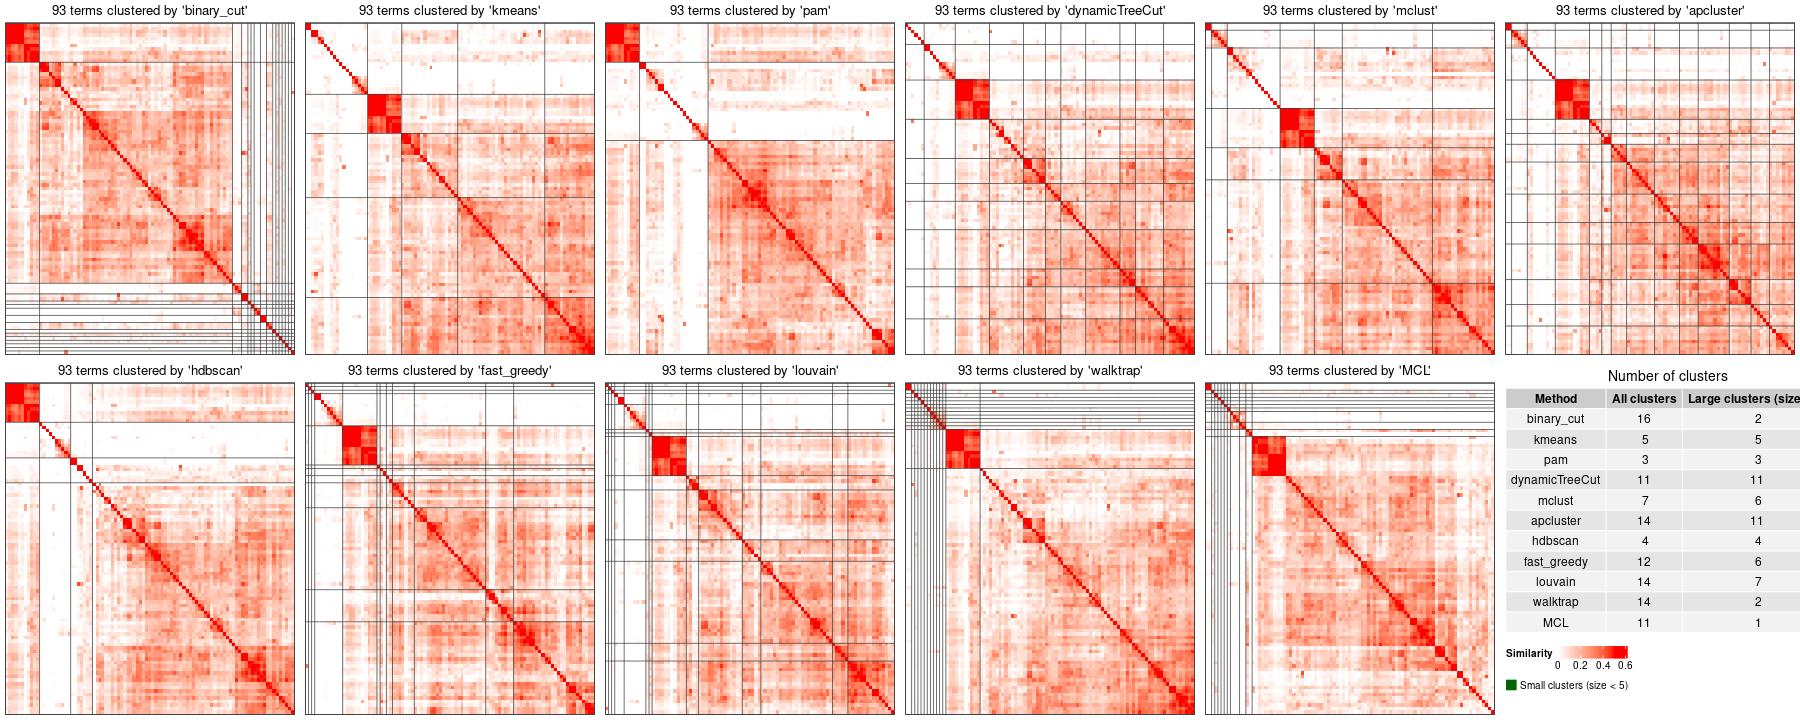 93 terms clustered by 'binary_cut'
93 terms clustered by 'kmeans'
93 terms clustered by 'pam'
93 terms clustered by 'dynamicTreeCut'
93 terms clustered by 'mclust'
93 terms clustered by 'apcluster'
93 terms clustered by 'hdbscan'
93 terms clustered by 'fast_greedy'
93 terms clustered by 'louvain'
93 terms clustered by 'walktrap'
93 terms clustered by 'MCL'
Number of clusters
Method All clusters Large clusters (size
binary_cut 16 2
kmeans 5 5
pam 3 3
dynamicTreeCut 11 11
mclust 7 6
apcluster 14 11
hdbscan 4 4
fast_greedy 12 6
louvain 14 7
walktrap 14 2
MCL 11 1
Similarity
0 0.2 0.4 0.6
Small clusters (size < 5)